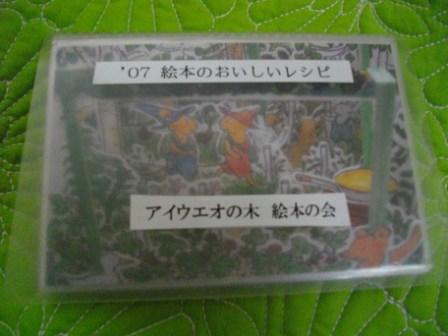 '07 絵本のおいしいレシピ
アイウエオの木 絵本の会